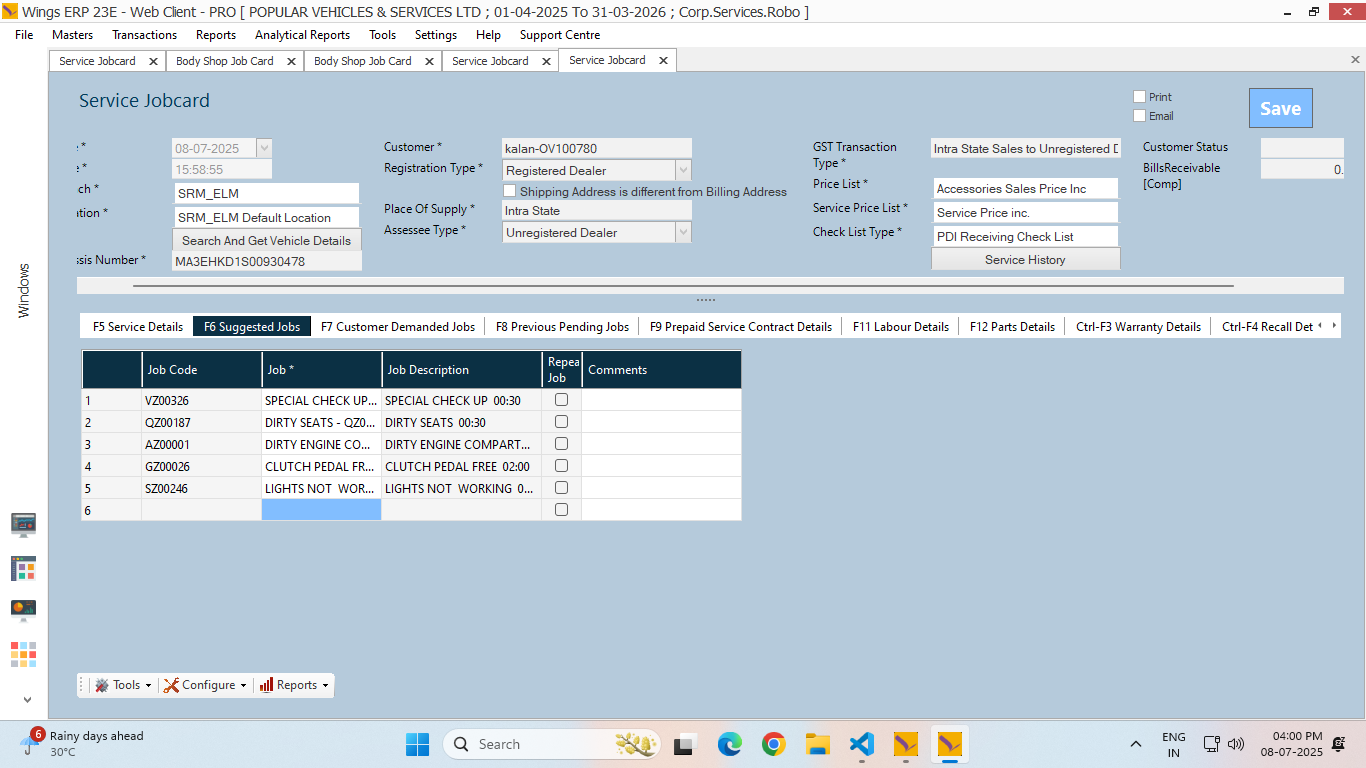 Wings ERP 23E - Web Client - PRO [ POPULAR VEHICLES & SERVICES LTD ; 01-04-2025 To 31-03-2026 ; Corp.Services.Robo ]
File Masters Transactions Reports Analytical Reports Tools Settings Help Support Centre
Service Jobcard Body Shop Job Card Body Shop Job Card Service Jobcard Service Jobcard
Windows
Service Jobcard
Print
Email
Save
08-07-2025
15:58:55
SRM_ELM
SRM_ELM Default Location
Search And Get Vehicle Details
ssis Number * MA3EHKD1S00930478
Customer * kalan-OV100780
Registration Type * Registered Dealer
Shipping Address is different from Billing Address
Place Of Supply * Intra State
Assessee Type * Unregistered Dealer
GST Transaction Type * Intra State Sales to Unregistered D
Price List * Accessories Sales Price Inc
Service Price List * Service Price inc.
Check List Type * PDI Receiving Check List
Service History
Customer Status
BillsReceivable [Comp] 0.
F5 Service Details F6 Suggested Jobs F7 Customer Demanded Jobs F8 Previous Pending Jobs F9 Prepaid Service Contract Details F11 Labour Details F12 Parts Details Ctrl-F3 Warranty Details Ctrl-F4 Recall Det
Job Code Job * Job Description Repea Job Comments
1 VZ00326 SPECIAL CHECK UP... SPECIAL CHECK UP 00:30
2 QZ00187 DIRTY SEATS - QZ0... DIRTY SEATS 00:30
3 AZ00001 DIRTY ENGINE CO... DIRTY ENGINE COMPART...
4 GZ00026 CLUTCH PEDAL FR... CLUTCH PEDAL FREE 02:00
5 SZ00246 LIGHTS NOT WOR... LIGHTS NOT WORKING 0...
6
Tools Configure Reports
6
Rainy days ahead
30°C
Search
ENG
IN
04:00 PM
08-07-2025